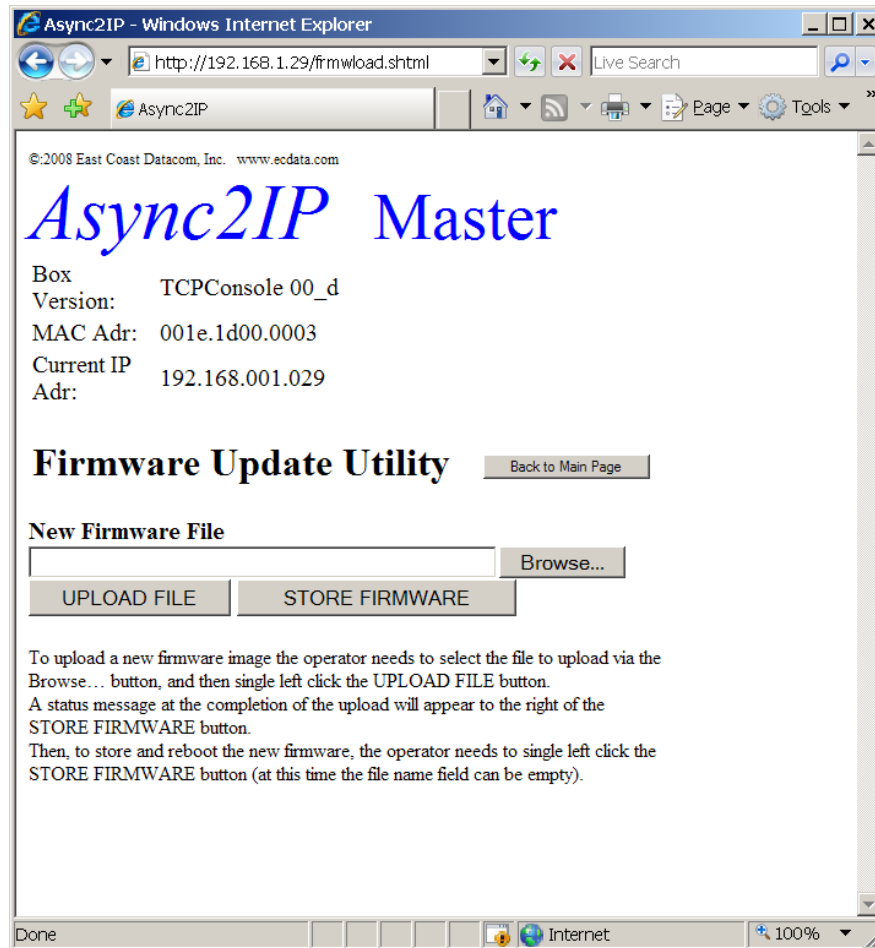 Async2IP - Windows Internet Explorer
http://192.168.1.29/frmwload.shtml
Live Search
Async2IP
Page
Tools
»
©:2008 East Coast Datacom, Inc. www.ecdata.com
Async2IP Master
Box
Version:
TCPConsole 00_d
MAC Adr: 001e.1d00.0003
Current IP
Adr:
192.168.001.029
Firmware Update Utility
Back to Main Page
New Firmware File
Browse...
UPLOAD FILE
STORE FIRMWARE
To upload a new firmware image the operator needs to select the file to upload via the
Browse… button, and then single left click the UPLOAD FILE button.
A status message at the completion of the upload will appear to the right of the
STORE FIRMWARE button.
Then, to store and reboot the new firmware, the operator needs to single left click the
STORE FIRMWARE button (at this time the file name field can be empty).
Done
Internet
100%